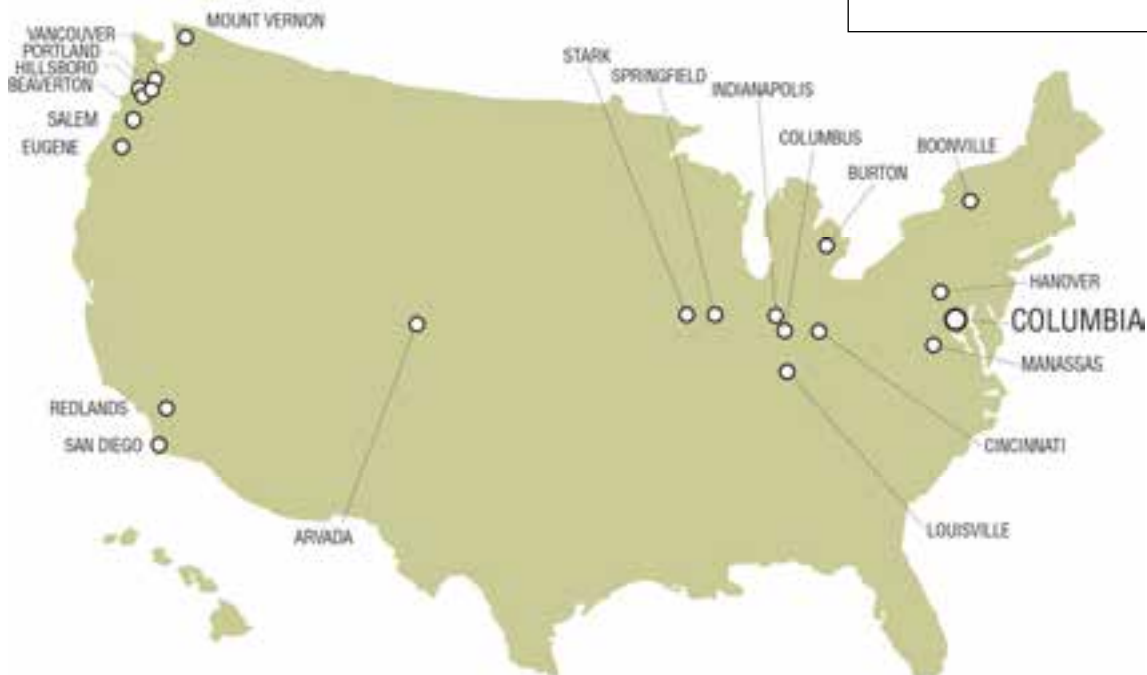 MOUNT VERNON
VANCOUVER
PORTLAND
HILLSBORO
BEAVERTON
SALEM
EUGENE
STARK
SPRINGFIELD
INDIANAPOLIS
COLUMBUS
BURTON
BOONVILLE
HANOVER
COLUMBIA
MANASSAS
REDLANDS
SAN DIEGO
CINCINNATI
ARVADA
LOUISVILLE